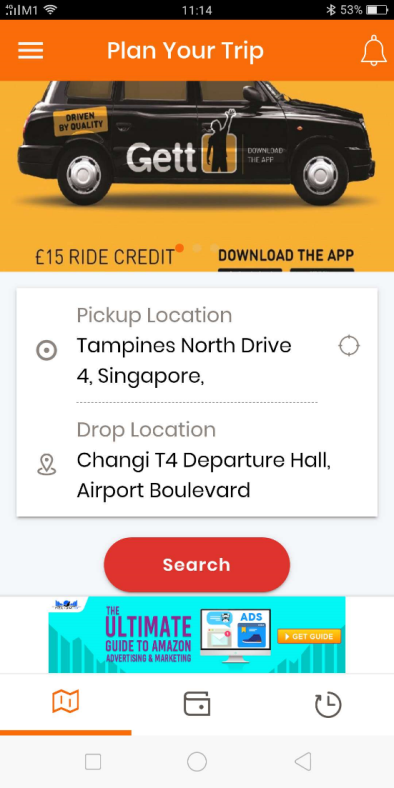 4G M1 11:14 53%
Plan Your Trip
DRIVEN
BY QUALITY
Gett
DOWNLOAD
THE APP
£15 RIDE CREDIT DOWNLOAD THE APP
Pickup Location
Tampines North Drive
4, Singapore,
Drop Location
Changi T4 Departure Hall,
Airport Boulevard
Search
THE
ULTIMATE
GUIDE TO AMAZON
ADVERTISING & MARKETING
ADS
GET GUIDE